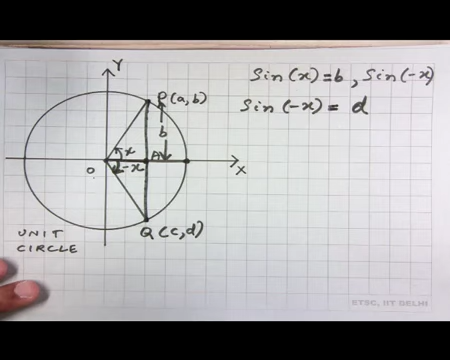 Sin(x)=b, Sin(-x)
Sin(-x) = d
Y
P(a,b)
b
x
A
-x
O
X
Q(c,d)
UNIT
CIRCLE
ETSC, IIT DELHI